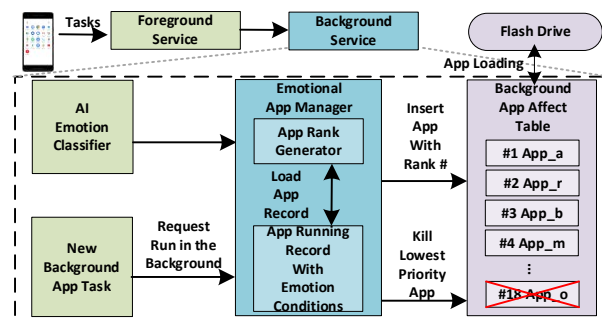 Tasks
Foreground
Service
Background
Service
Flash Drive
App Loading
AI
Emotion
Classifier
Emotional
App Manager
App Rank
Generator
Load
App
Record
App Running
Record
With
Emotion
Conditions
New
Background
App Task
Request
Run in the
Background
Insert
App
With
Rank #
Kill
Lowest
Priority
App
Background
App Affect
Table
#1 App_a
#2 App_r
#3 App_b
#4 App_m
...
#18 App_o